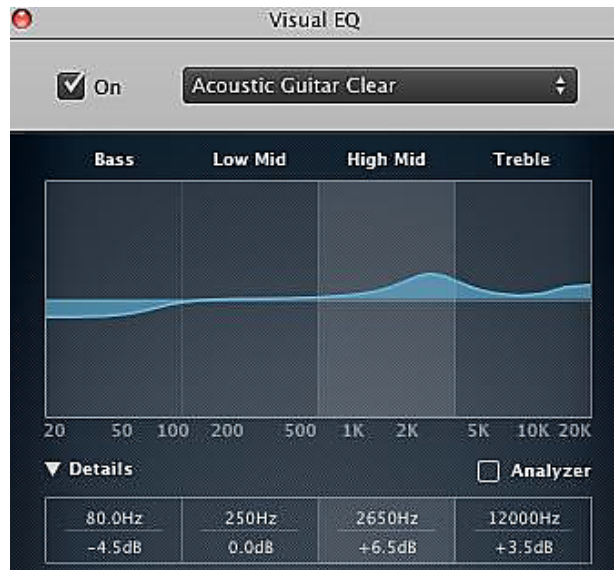 Visual EQ
On Acoustic Guitar Clear
Bass Low Mid High Mid Treble
20 50 100 200 500 1K 2K 5K 10K 20K
▼ Details Analyzer
80.0Hz 250Hz 2650Hz 12000Hz
-4.5dB 0.0dB +6.5dB +3.5dB